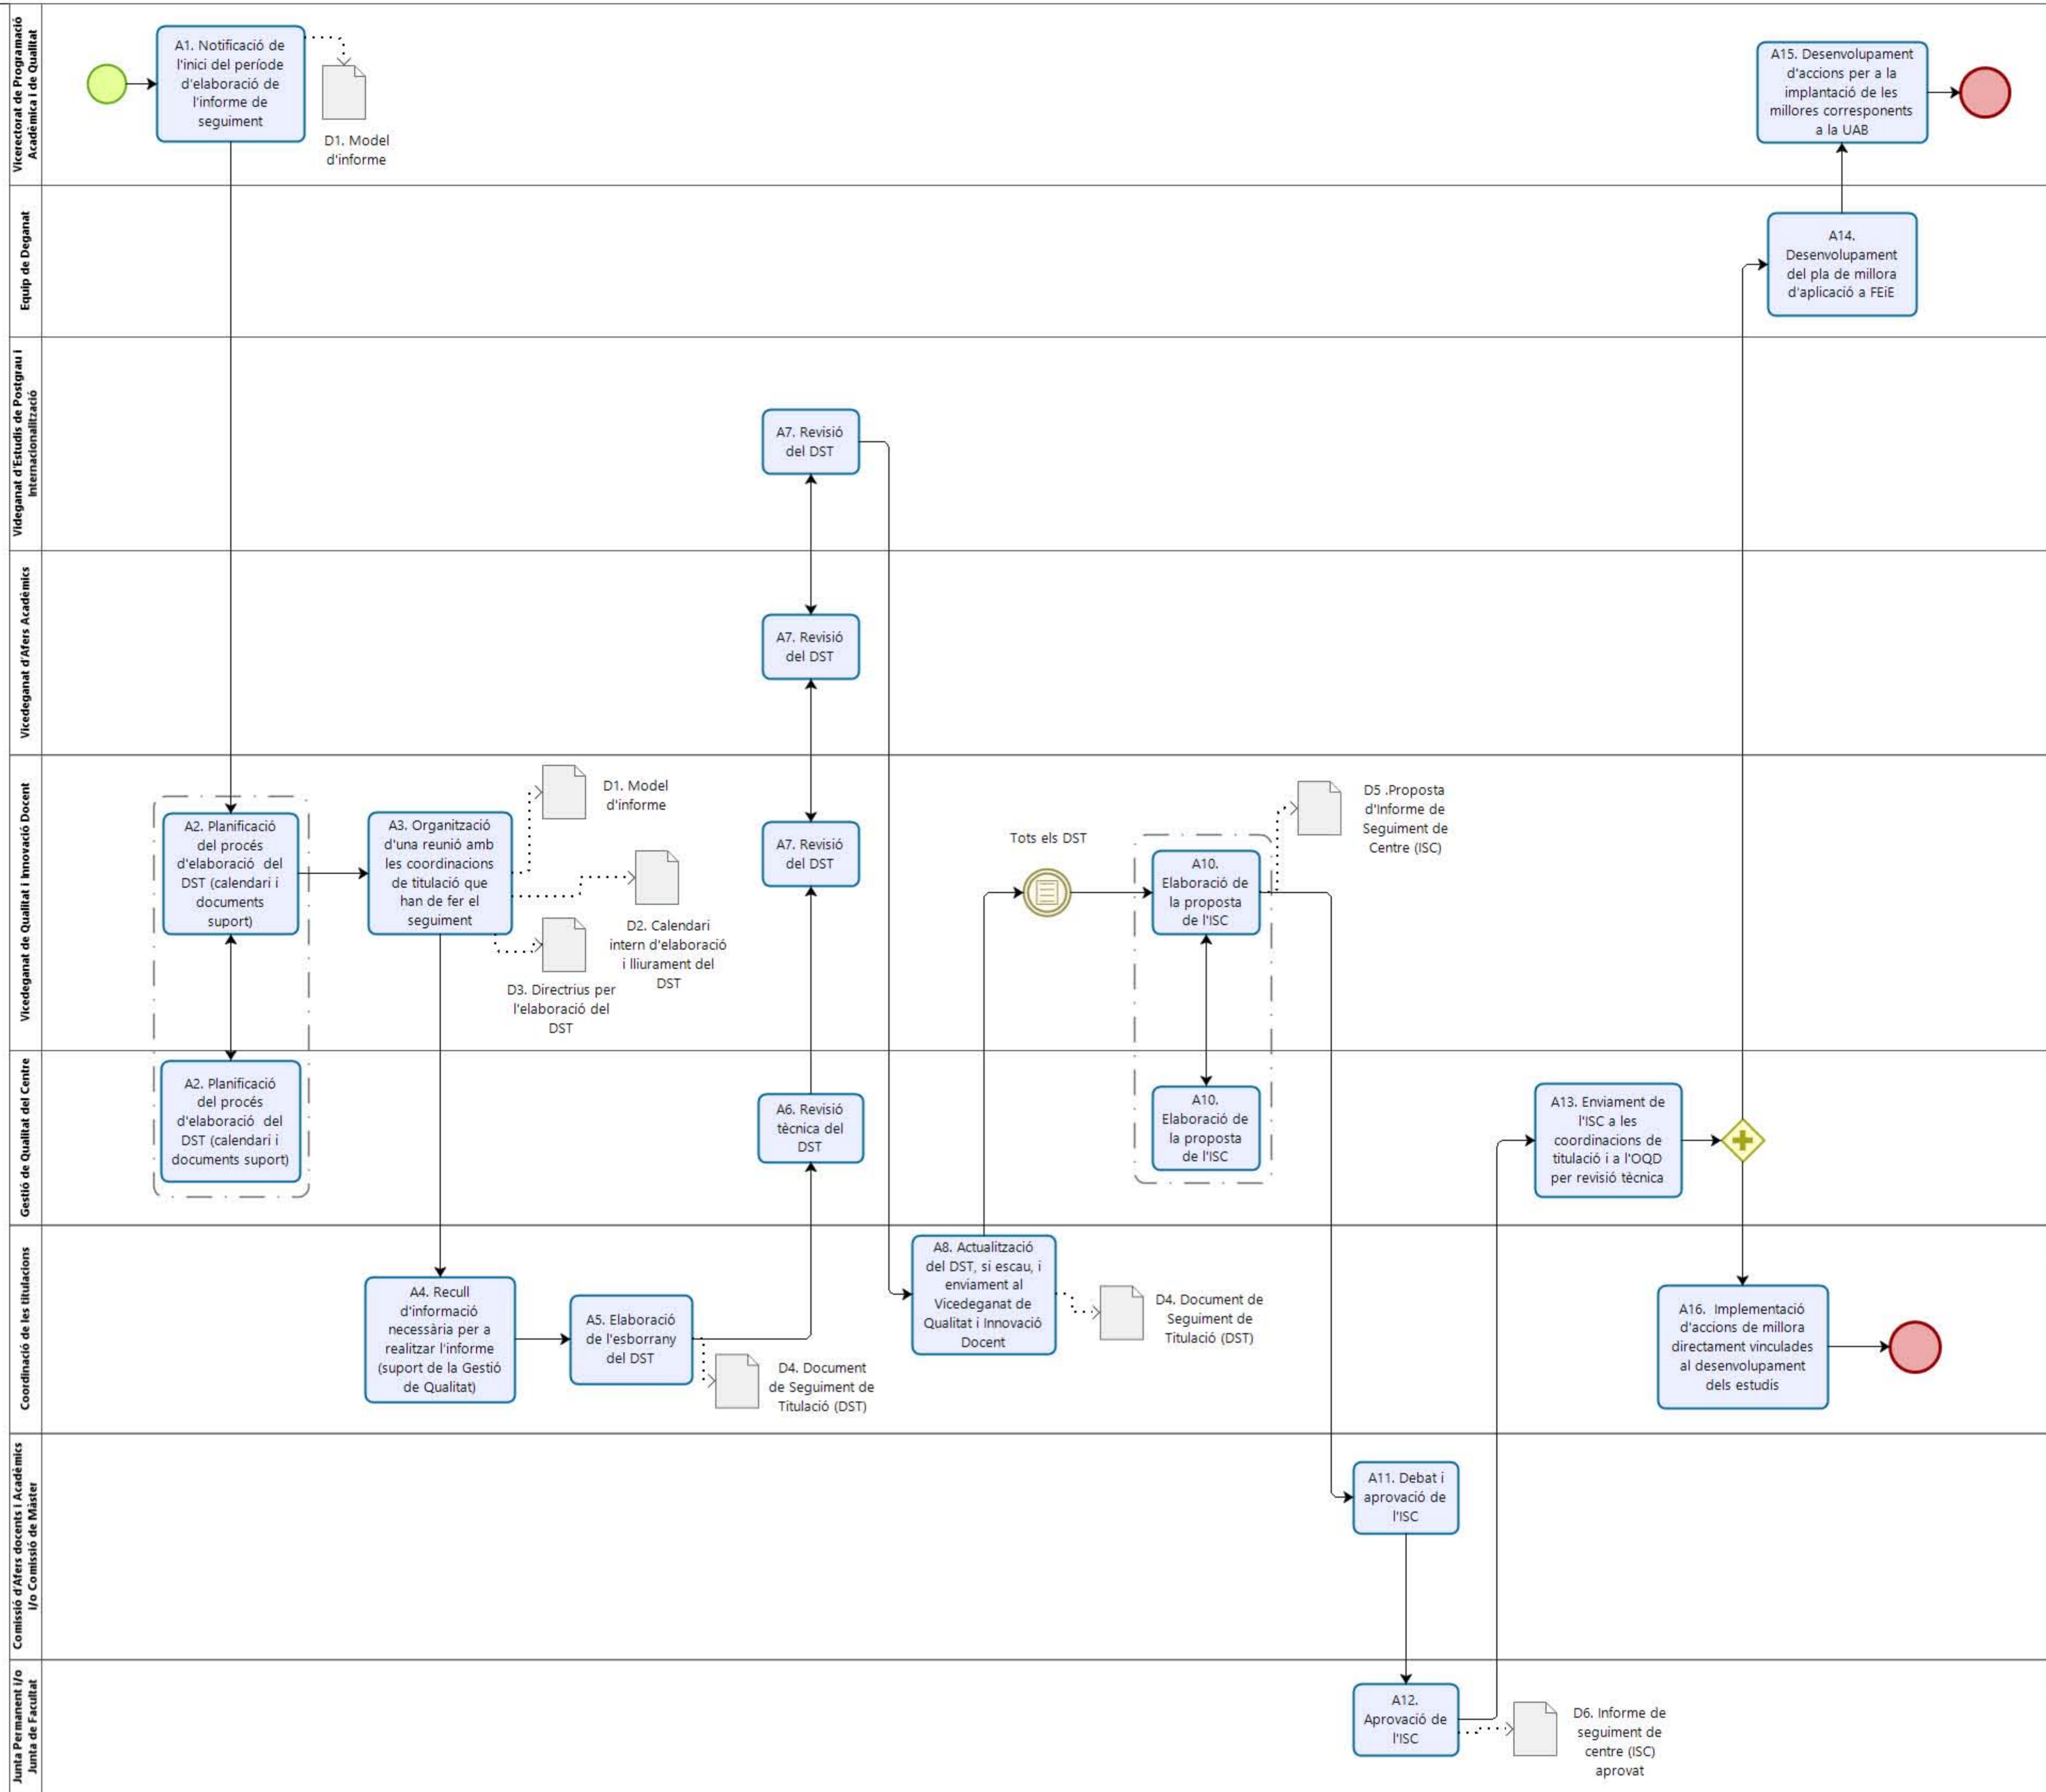 Vicerectorat de Programació
Acadèmica i de Qualitat
A1. Notificació de
l'inici del període
d'elaboració de
l'informe de
seguiment
D1. Model
d'informe
A15. Desenvolupament
d'accions per a la
implantació de les
millores corresponents
a la UAB
Equip de Deganat
A14.
Desenvolupament
del pla de millora
d'aplicació a FEiE
Videganat d'Estudis de Postgrau i
Internacionalització
A7. Revisió
del DST
Vicedeganat d'Afers Acadèmics
A7. Revisió
del DST
Vicedeganat de Qualitat i Innovació Docent
A2. Planificació
del procés
d'elaboració del
DST (calendari i
documents
suport)
A3. Organització
d'una reunió amb
les coordinacions
de titulació que
han de fer el
seguiment
D1. Model
d'informe
D2. Calendari
intern d'elaboració
i lliurament del
DST
D3. Directrius per
l'elaboració del
DST
A7. Revisió
del DST
Tots els DST
A10.
Elaboració de
la proposta
de l'ISC
D5 .Proposta
d'Informe de
Seguiment de
Centre (ISC)
Gestió de Qualitat del Centre
A2. Planificació
del procés
d'elaboració del
DST (calendari i
documents suport)
A6. Revisió
tècnica del
DST
A10.
Elaboració de
la proposta
de l'ISC
A13. Enviament de
l'ISC a les
coordinacions de
titulació i a l'OQD
per revisió tècnica
Coordinació de les titulacions
A4. Recull
d'informació
necessària per a
realitzar l'informe
(suport de la Gestió
de Qualitat)
A5. Elaboració
de l'esborrany
del DST
D4. Document
de Seguiment de
Titulació (DST)
A8. Actualització
del DST, si escau, i
enviament al
Vicedeganat de
Qualitat i Innovació
Docent
D4. Document de
Seguiment de
Titulació (DST)
A16. Implementació
d'accions de millora
directament vinculades
al desenvolupament
dels estudis
Comissió d'Afers docents i Acadèmics
i/o Comissió de Màster
A11. Debat i
aprovació de
l'ISC
Junta Permanent i/o
Junta de Facultat
A12.
Aprovació de
l'ISC
D6. Informe de
seguiment de
centre (ISC)
aprovat